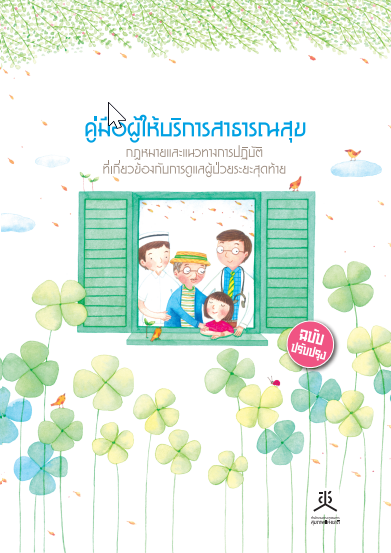 คู่มือผู้ให้บริการสาธารณสุข
กฎหมายและแนวทางการปฏิบัติ
ที่เกี่ยวข้องกับการดูแลผู้ป่วยระยะสุดท้าย
ฉบับ
ปรับปรุง